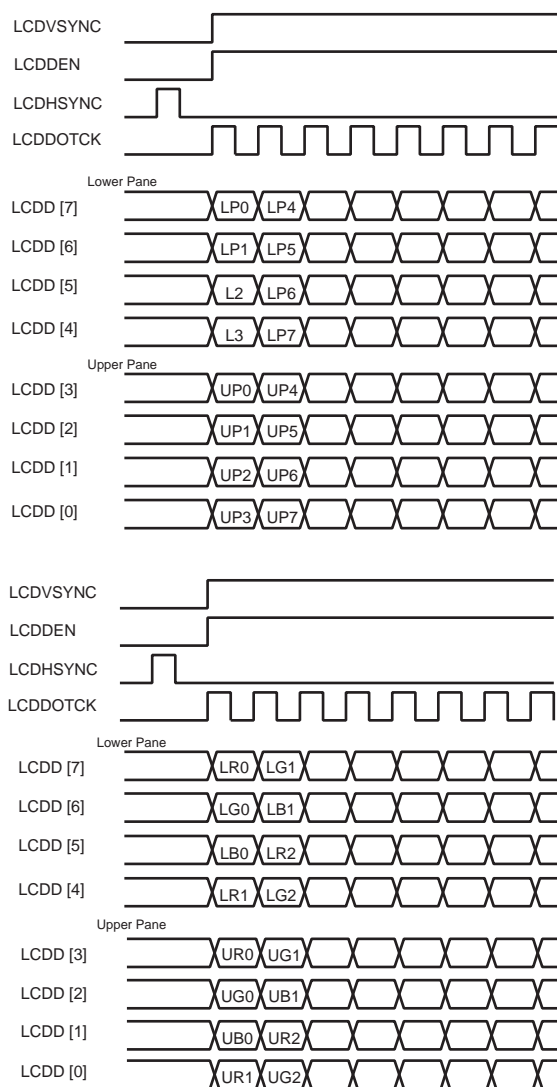 LCDVSYNC
LCDDEN
LCDHSYNC
LCDDOTCK
Lower Pane
LCDD [7] LP0 LP4
LCDD [6] LP1 LP5
LCDD [5] L2 LP6
LCDD [4] L3 LP7
Upper Pane
LCDD [3] UP0 UP4
LCDD [2] UP1 UP5
LCDD [1] UP2 UP6
LCDD [0] UP3 UP7
LCDVSYNC
LCDDEN
LCDHSYNC
LCDDOTCK
Lower Pane
LCDD [7] LR0 LG1
LCDD [6] LG0 LB1
LCDD [5] LB0 LR2
LCDD [4] LR1 LG2
Upper Pane
LCDD [3] UR0 UG1
LCDD [2] UG0 UB1
LCDD [1] UB0 UR2
LCDD [0] UR1 UG2